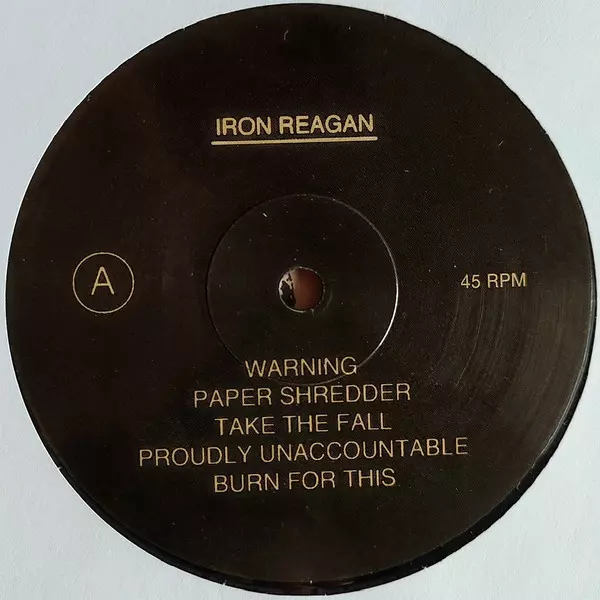 IRON REAGAN
A
45 RPM
WARNING
PAPER SHREDDER
TAKE THE FALL
PROUDLY UNACCOUNTABLE
BURN FOR THIS